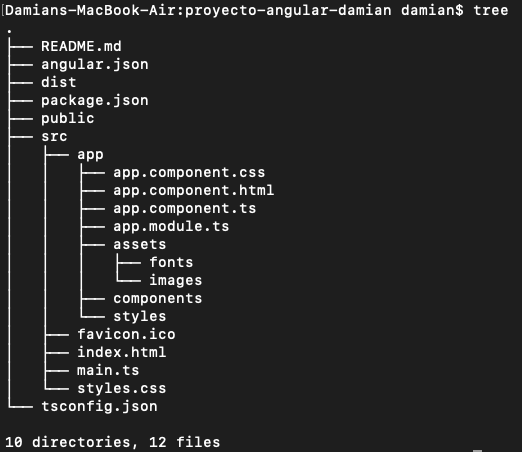 [Damians-MacBook-Air:proyecto-angular-damian damian$ tree
.
├── README.md
├── angular.json
├── dist
├── package.json
├── public
├── src
│   ├── app
│   │   ├── app.component.css
│   │   ├── app.component.html
│   │   ├── app.component.ts
│   │   ├── app.module.ts
│   │   ├── assets
│   │   │   ├── fonts
│   │   │   └── images
│   │   ├── components
│   │   └── styles
│   ├── favicon.ico
│   ├── index.html
│   ├── main.ts
│   └── styles.css
└── tsconfig.json
10 directories, 12 files